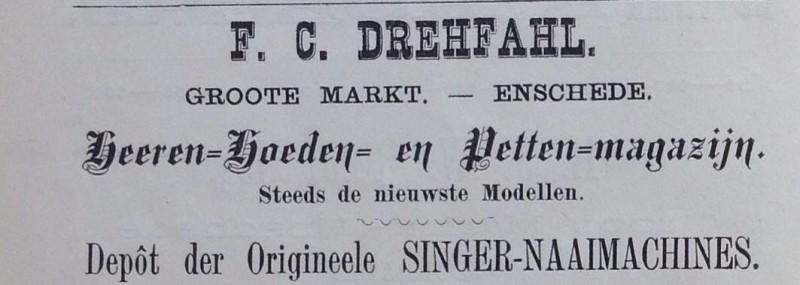 F. C. DREHFAHL.
GROOTE MARKT. — ENSCHEDE.
Heeren=Hoeden= en Petten=magazijn.
Steeds de nieuwste Modellen.
Depôt der Origineele SINGER-NAAIMACHINES.